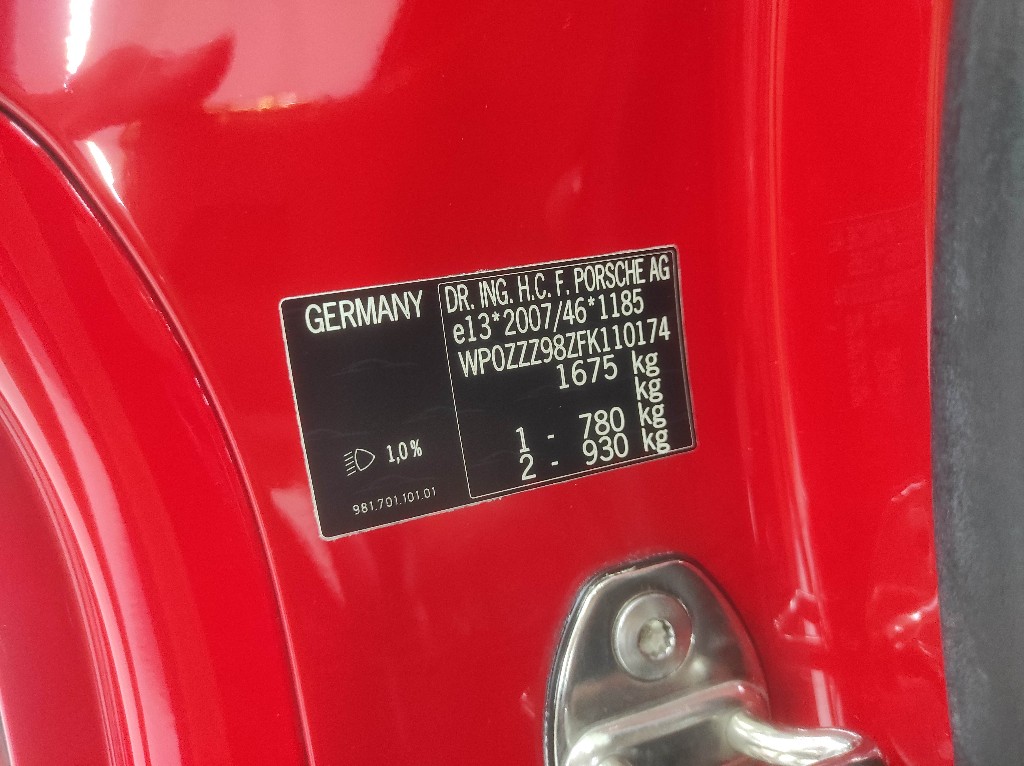 GERMANY
1,0%
981.701.101.01
DR. ING. H.C. F. PORSCHE AG
e13*2007/46*1185
WP0ZZZ98ZFK110174
1675 kg
kg
1 - 780 kg
2 - 930 kg